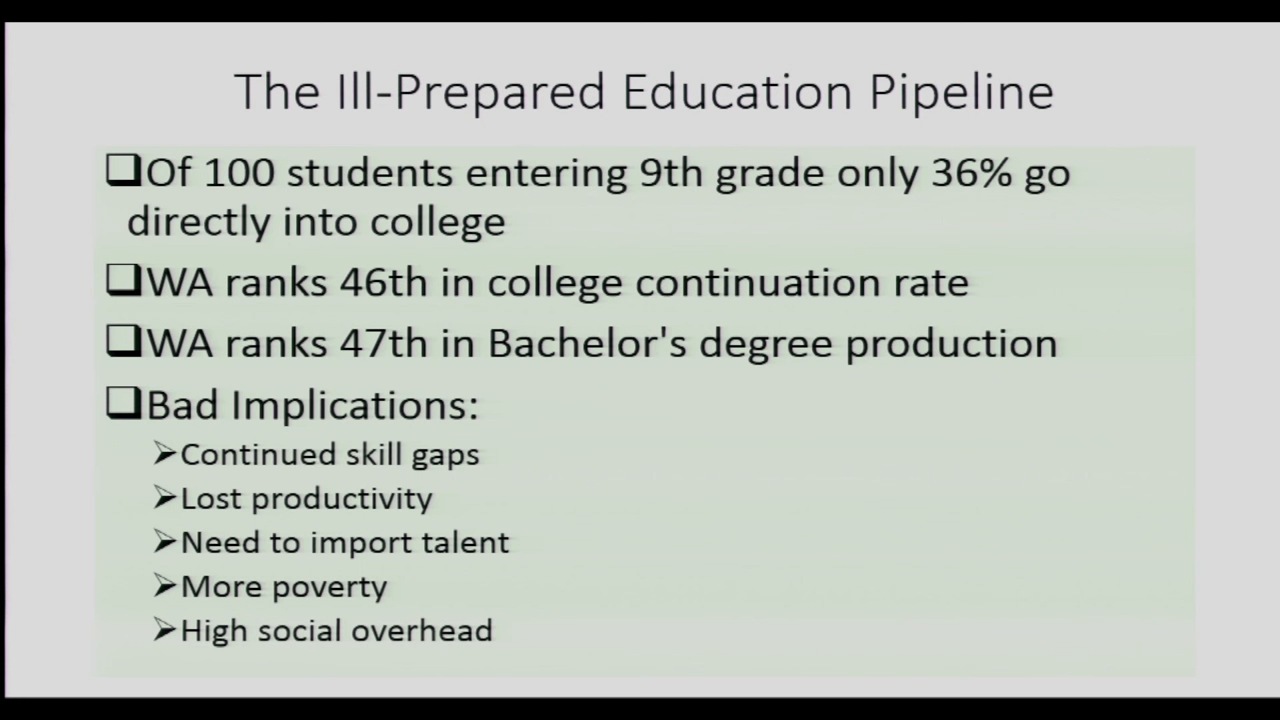 The Ill-Prepared Education Pipeline
❑Of 100 students entering 9th grade only 36% go
directly into college
❑WA ranks 46th in college continuation rate
❑WA ranks 47th in Bachelor's degree production
❑Bad Implications:
➢Continued skill gaps
➢Lost productivity
➢Need to import talent
➢More poverty
➢High social overhead